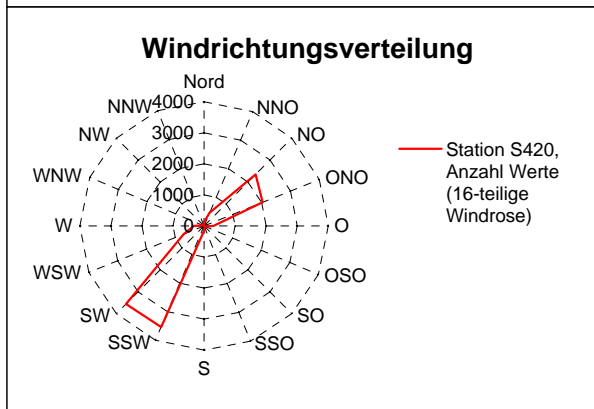 Windrichtungsverteilung
Nord
NNO
NO
ONO
O
OSO
SO
SSO
S
SSW
SW
WSW
W
WNW
NW
NNW
4000
3000
2000
1000
0
Station S420,
Anzahl Werte
(16-teilige
Windrose)